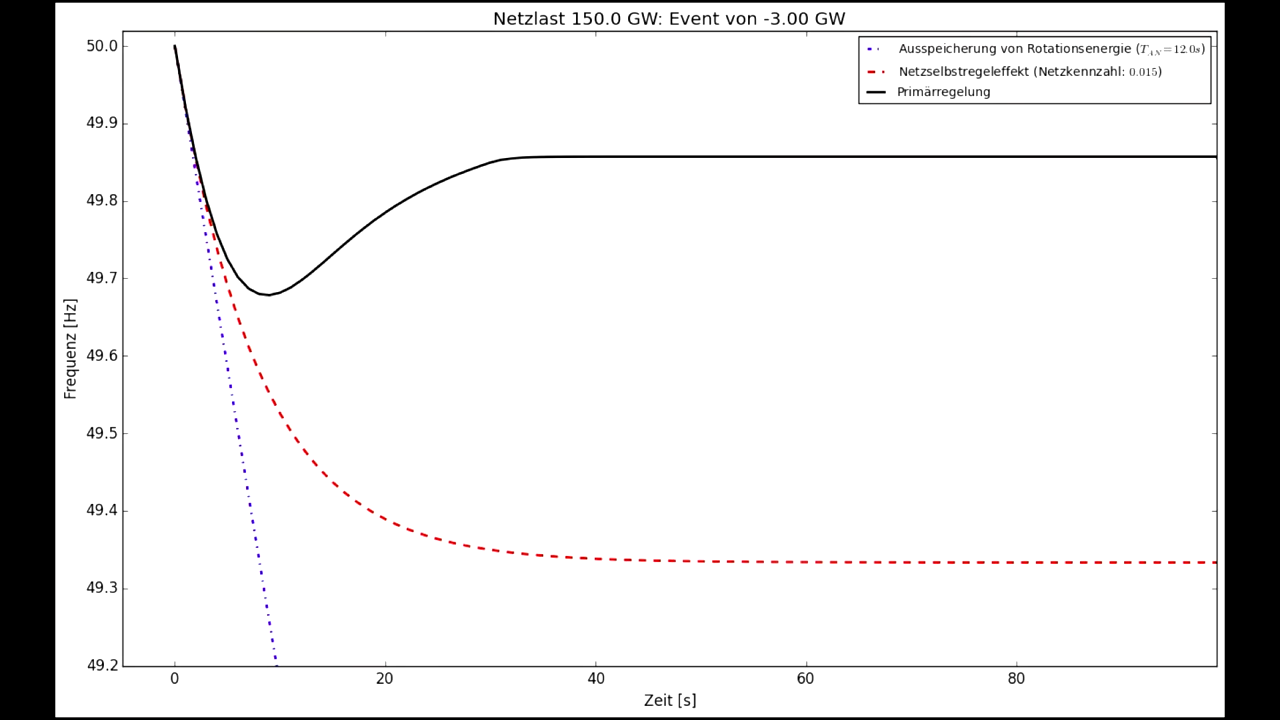 Netzlast 150.0 GW: Event von -3.00 GW
Ausspeicherung von Rotationsenergie (T_AN=12.0s)
Netzselbstregeleffekt (Netzkennzahl: 0.015)
Primärregelung
Frequenz [Hz]
50.0
49.9
49.8
49.7
49.6
49.5
49.4
49.3
49.2
0 20 40 60 80
Zeit [s]